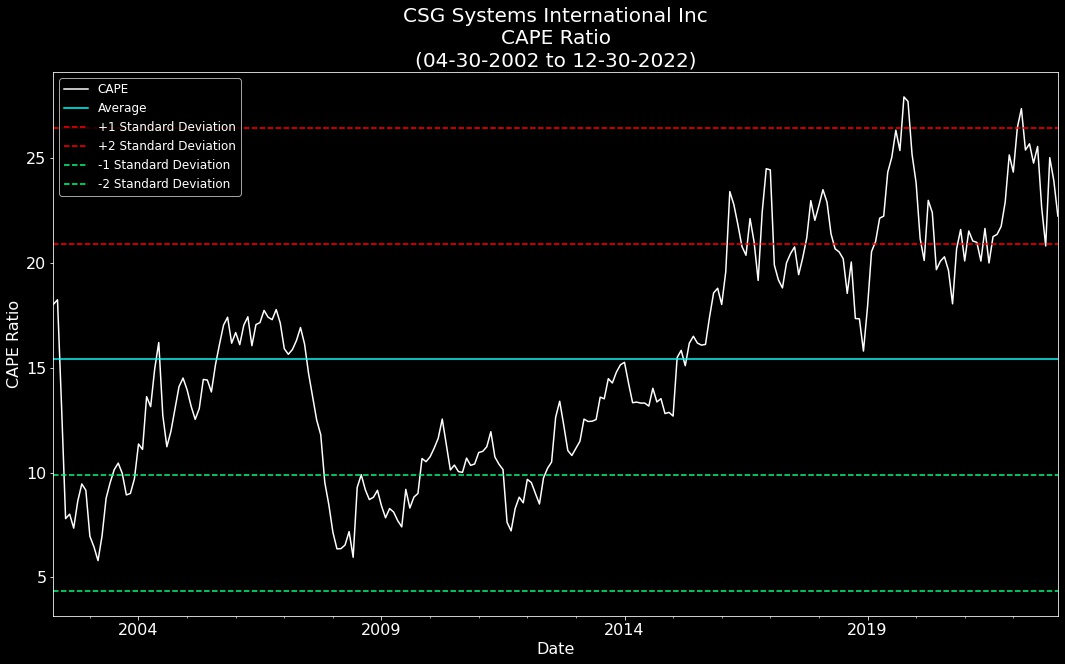 CSG Systems International Inc
CAPE Ratio
(04-30-2002 to 12-30-2022)
CAPE
Average
+1 Standard Deviation
+2 Standard Deviation
-1 Standard Deviation
-2 Standard Deviation
CAPE Ratio
25
20
15
10
5
2004
2009
2014
2019
Date